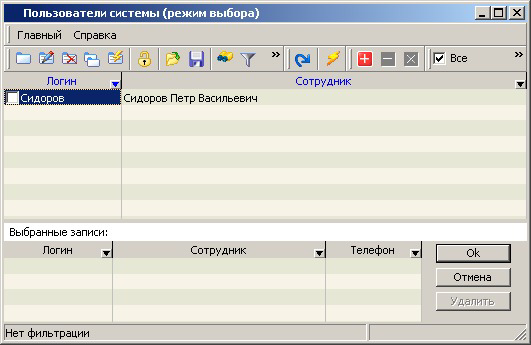 Пользователи системы (режим выбора)
Главный Справка
» » Все »
Логин Сотрудник
Сидоров Сидоров Петр Васильевич
Выбранные записи:
Логин Сотрудник Телефон
Ok
Отмена
Удалить
Нет фильтрации